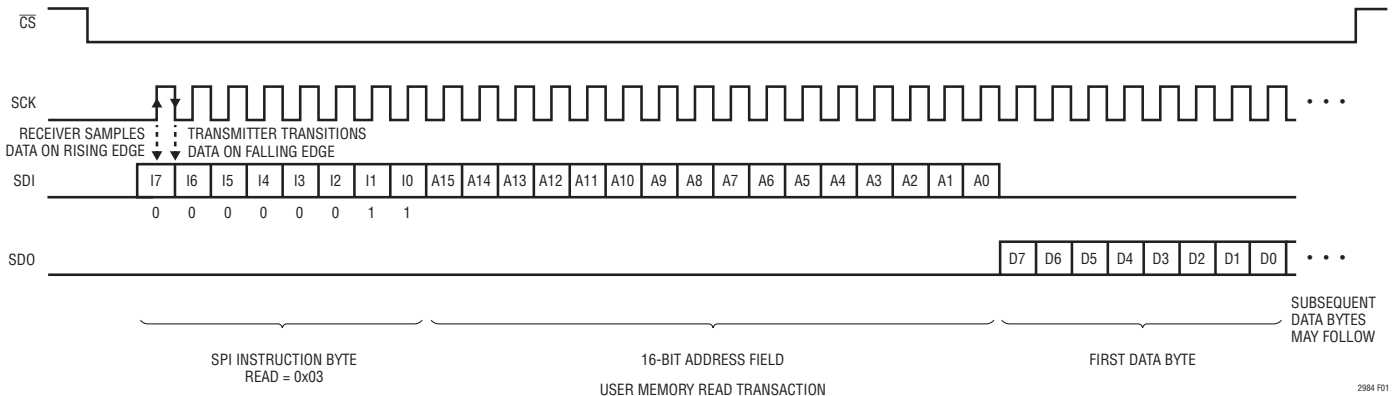 CS
SCK
RECEIVER SAMPLES
DATA ON RISING EDGE
TRANSMITTER TRANSITIONS
DATA ON FALLING EDGE
SDI I7 I6 I5 I4 I3 I2 I1 I0 A15 A14 A13 A12 A11 A10 A9 A8 A7 A6 A5 A4 A3 A2 A1 A0
0 0 0 0 0 0 1 1
SDO D7 D6 D5 D4 D3 D2 D1 D0
SUBSEQUENT
DATA BYTES
MAY FOLLOW
SPI INSTRUCTION BYTE
READ = 0x03
16-BIT ADDRESS FIELD
FIRST DATA BYTE
USER MEMORY READ TRANSACTION
2984 F01